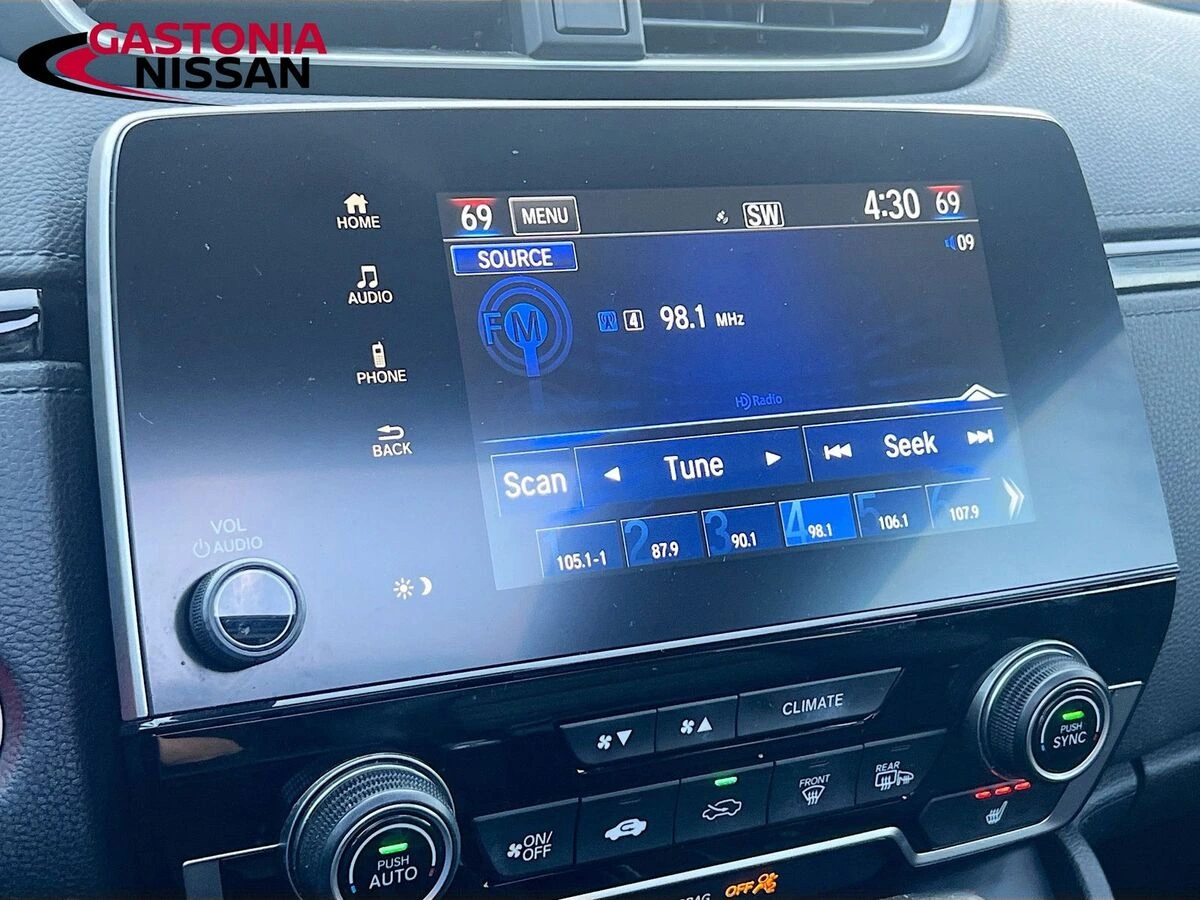 GASTONIA
NISSAN
HOME
AUDIO
PHONE
BACK
VOL
AUDIO
69 MENU SW 4:30 69
SOURCE 09
FM 4 98.1 MHz
HD Radio
Scan Tune Seek
1 105.1-1 2 87.9 3 90.1 4 98.1 5 106.1 6 107.9
CLIMATE
PUSH
SYNC
ON/
OFF
FRONT
REAR
PUSH
AUTO
OFF